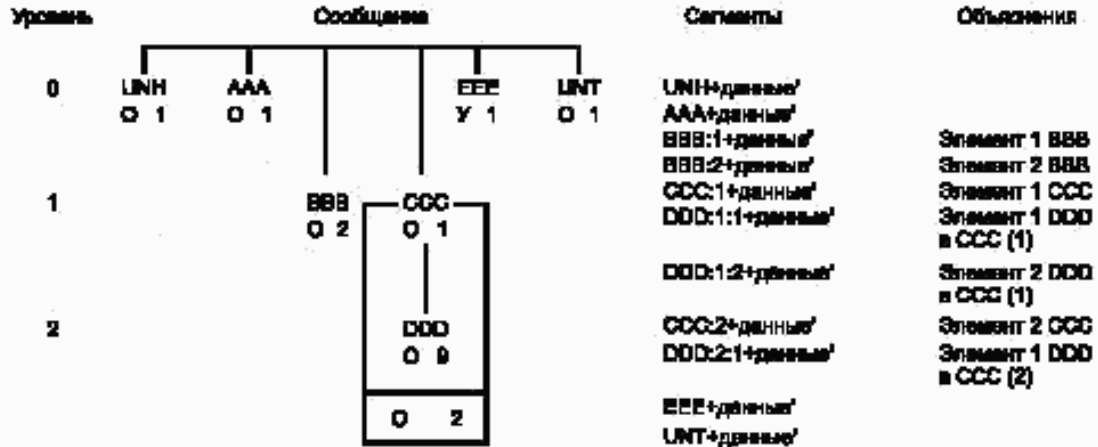 Уровень Сообщение Сегменты Объяснения
0 UNH AAA EEE UNT UNH+данные'
О 1 О 1 У 1 О 1 AAA+данные'
BBB:1+данные' Элемент 1 BBB
BBB:2+данные' Элемент 2 BBB
1 BBB CCC CCC:1+данные' Элемент 1 CCC
О 2 О 1 DDD:1:1+данные' Элемент 1 DDD
в CCC (1)
DDD:1:2+данные' Элемент 2 DDD
в CCC (1)
2 DDD CCC:2+данные' Элемент 2 CCC
О 9 DDD:2:1+данные' Элемент 1 DDD
в CCC (2)
О 2 EEE+данные'
UNT+данные'